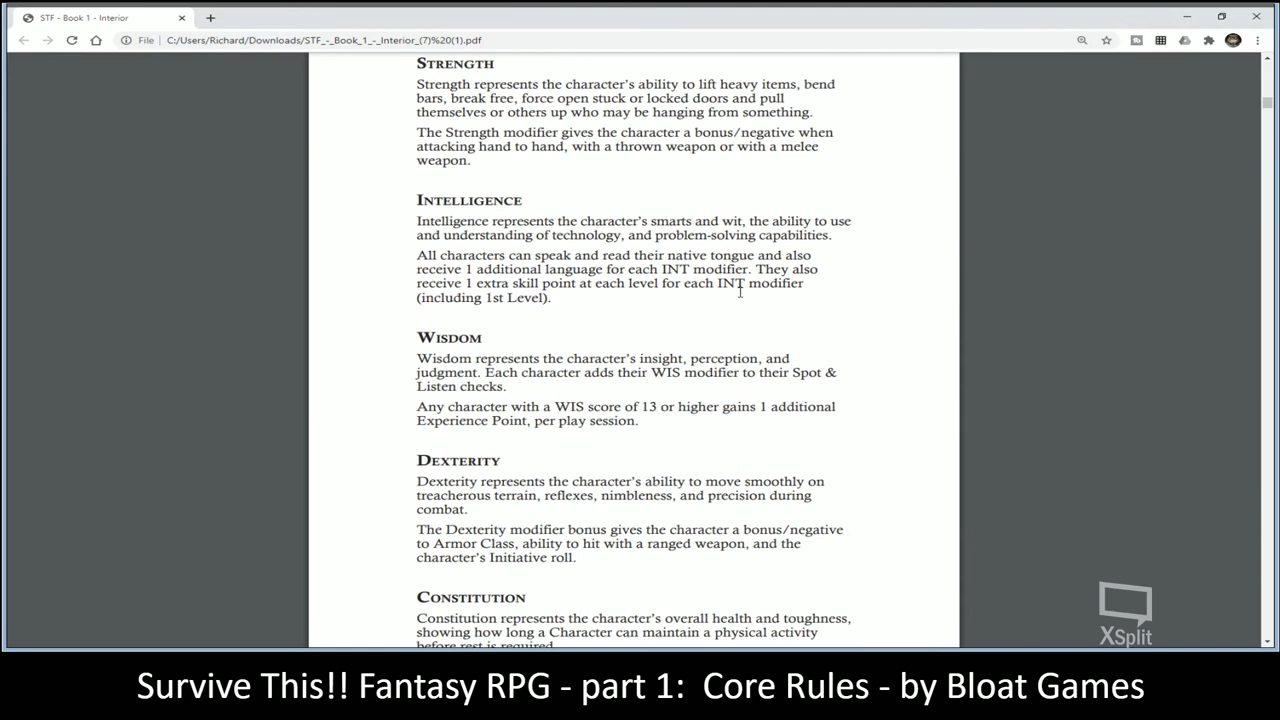 STF - Book 1 - Interior
File | C:/Users/Richard/Downloads/STF_-_Book_1_-_Interior_(7)%20(1).pdf
STRENGTH
Strength represents the character's ability to lift heavy items, bend
bars, break free, force open stuck or locked doors and pull
themselves or others up who may be hanging from something.
The Strength modifier gives the character a bonus/negative when
attacking hand to hand, with a thrown weapon or with a melee
weapon.
INTELLIGENCE
Intelligence represents the character's smarts and wit, the ability to use
and understanding of technology, and problem-solving capabilities.
All characters can speak and read their native tongue and also
receive 1 additional language for each INT modifier. They also
receive 1 extra skill point at each level for each INT modifier
(including 1st Level).
WISDOM
Wisdom represents the character's insight, perception, and
judgment. Each character adds their WIS modifier to their Spot &
Listen checks.
Any character with a WIS score of 13 or higher gains 1 additional
Experience Point, per play session.
DEXTERITY
Dexterity represents the character's ability to move smoothly on
treacherous terrain, reflexes, nimbleness, and precision during
combat.
The Dexterity modifier bonus gives the character a bonus/negative
to Armor Class, ability to hit with a ranged weapon, and the
character's Initiative roll.
CONSTITUTION
Constitution represents the character's overall health and toughness,
showing how long a Character can maintain a physical activity
before rest is required.
XSplit
Survive This!! Fantasy RPG - part 1: Core Rules - by Bloat Games